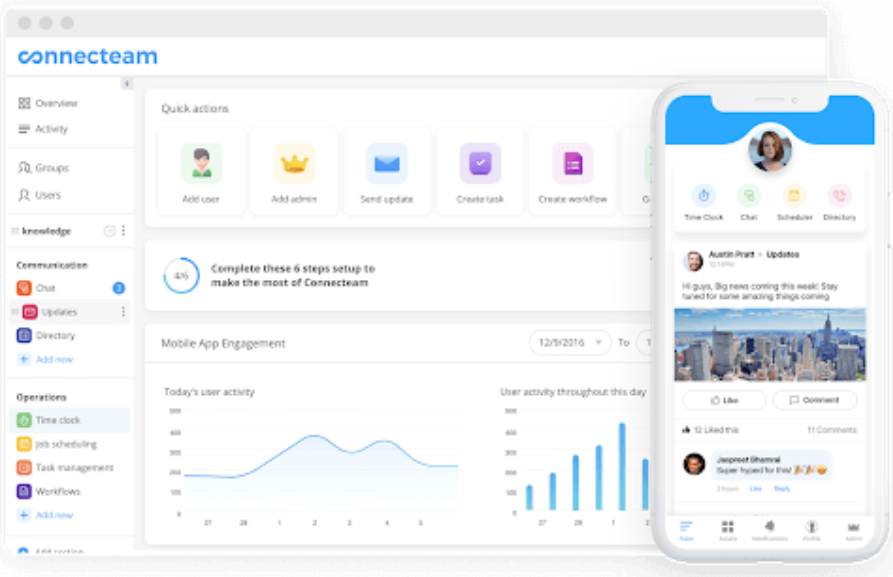 connecteam
Overview
Activity
Groups
Users
knowledge
Communication
Chat
3
Updates
Directory
+ Add new
Operations
Time clock
Job scheduling
Task management
Workflows
+ Add new
Add section
Quick actions
Add user
Add admin
Send update
Create task
Create workflow
G
4/6
Complete these 6 steps setup to
make the most of Connecteam
Mobile App Engagement
12/9/2016
To
1
Today's user activity
500
400
300
200
100
0
27 28 1 2 3 4 5
User activity throughout this day
500
400
300
200
100
0
27 28 1 2
Time Clock Chat Scheduler Directory
Austin Pratt > Updates
Hi guys, Big news coming this week! Stay
tuned for some amazing things coming
Like
Comment
12 Liked this
11 Comments
Jaspreet Bhamrai
Super hyped for this!
3 hours Like Reply
Feed Assets Notifications Profile Admin